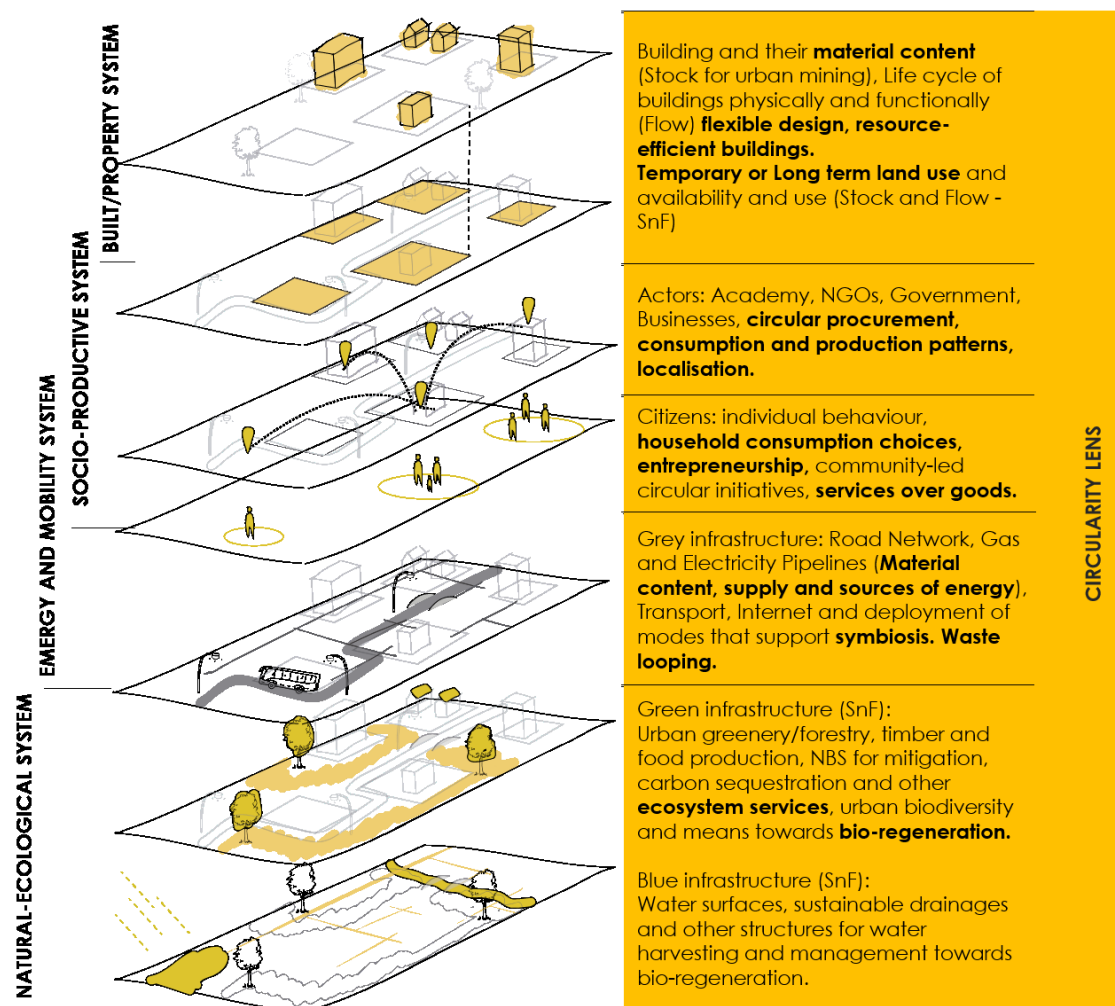 BUILT/PROPERTY SYSTEM
SOCIO-PRODUCTIVE SYSTEM
EMERGY AND MOBILITY SYSTEM
NATURAL-ECOLOGICAL SYSTEM
Building and their material content
(Stock for urban mining), Life cycle of
buildings physically and functionally
(Flow) flexible design, resource-
efficient buildings.
Temporary or Long term land use and
availability and use (Stock and Flow -
SnF)
Actors: Academy, NGOs, Government,
Businesses, circular procurement,
consumption and production patterns,
localisation.
Citizens: individual behaviour,
household consumption choices,
entrepreneurship, community-led
circular initiatives, services over goods.
Grey infrastructure: Road Network, Gas
and Electricity Pipelines (Material
content, supply and sources of energy),
Transport, Internet and deployment of
modes that support symbiosis. Waste
looping.
Green infrastructure (SnF):
Urban greenery/forestry, timber and
food production, NBS for mitigation,
carbon sequestration and other
ecosystem services, urban biodiversity
and means towards bio-regeneration.
Blue infrastructure (SnF):
Water surfaces, sustainable drainages
and other structures for water
harvesting and management towards
bio-regeneration.
CIRCULARITY LENS